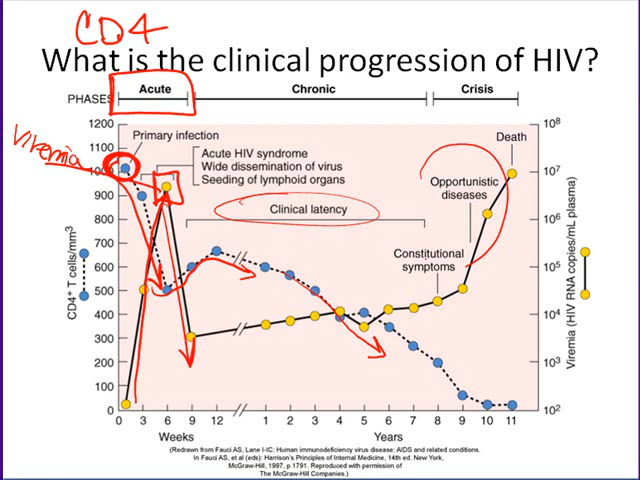 CD4
What is the clinical progression of HIV?
PHASES Acute Chronic Crisis
Viremia
Primary infection
Acute HIV syndrome
Wide dissemination of virus
Seeding of lymphoid organs
Clinical latency
Death
Opportunistic
diseases
Constitutional
symptoms
CD4+ T cells/mm³
1200
1100
1000
900
800
700
600
500
400
300
200
100
0
Viremia (HIV RNA copies/mL plasma)
10⁸
10⁷
10⁶
10⁵
10⁴
10³
10²
0 3 6 9 12 1 2 3 4 5 6 7 8 9 10 11
Weeks Years
(Redrawn from Fauci AS, Lane I-IC: Human immunodeficiency virus disease: AIDS and related conditions.
In Fauci AS, et al (eds): Harrison's Principles of Internal Medicine, 14th ed. New York,
McGraw-Hill, 1997, p 1791. Reproduced with permission of
The McGraw-Hill Companies.)